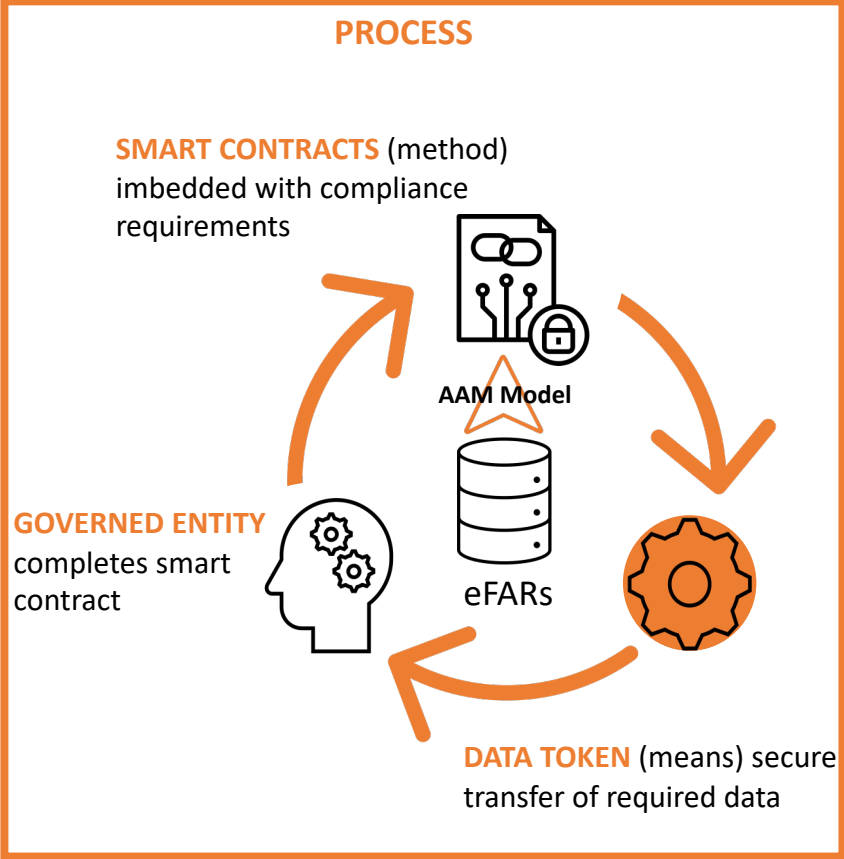 PROCESS
SMART CONTRACTS (method)
imbedded with compliance
requirements
AAM Model
GOVERNED ENTITY
completes smart
contract
eFARs
DATA TOKEN (means) secure
transfer of required data